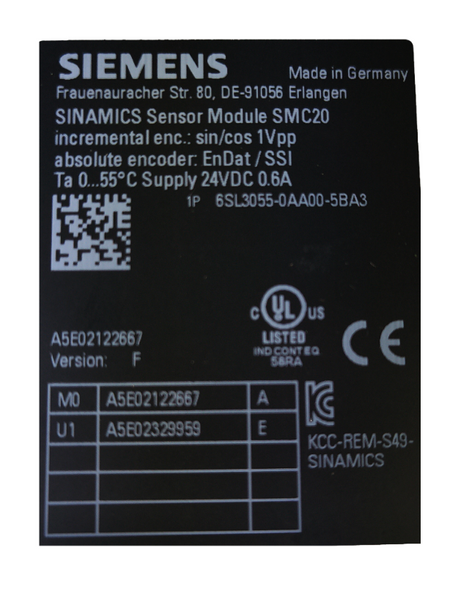 SIEMENS Made in Germany
Frauenauracher Str. 80, DE-91056 Erlangen
SINAMICS Sensor Module SMC20
incremental enc.: sin/cos 1Vpp
absolute encoder: EnDat / SSI
Ta 0...55°C Supply 24VDC 0.6A
1P 6SL3055-0AA00-5BA3
c UL us
LISTED
IND CONT EQ
58RA
CE
A5E02122667
Version: F
M0 A5E02122667 A
U1 A5E02329959 E
KC
KCC-REM-S49-
SINAMICS